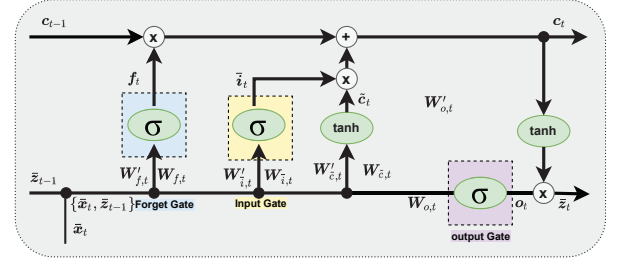 c_{t−1}
c_t
x
+
f_t
ī_t
x
c̃_t
W'_{o,t}
σ
σ
tanh
tanh
W'_{f,t} W_{f,t}
W'_{ī,t} W_{ī,t}
W'_{c̃,t} W_{c̃,t}
z̄_{t−1}
σ
x
{x̄_t, z̄_{t−1}} Forget Gate
Input Gate
W_{o,t}
o_t
z̄_t
x̄_t
output Gate